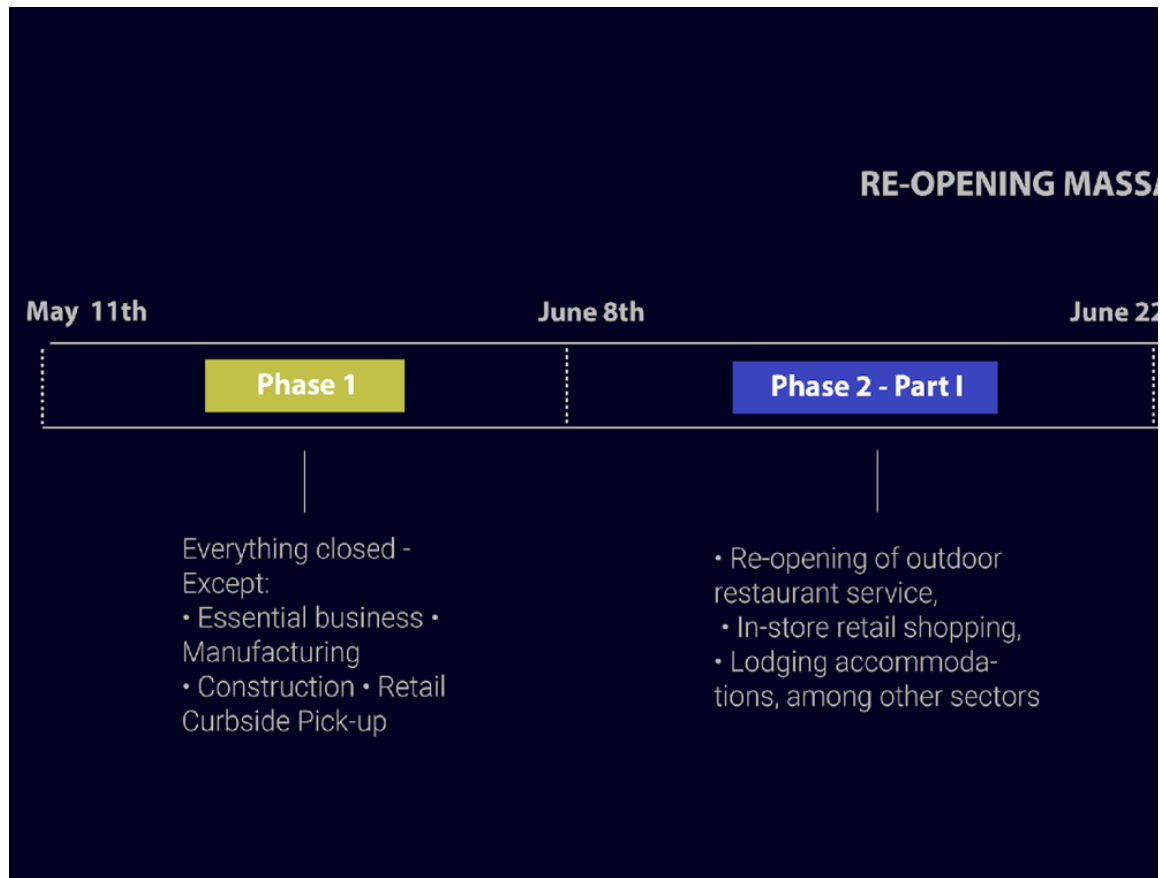 RE-OPENING MASSA
May 11th
June 8th
June 22
Phase 1
Phase 2 - Part I
Everything closed -
Except:
• Essential business •
Manufacturing
• Construction • Retail
Curbside Pick-up
• Re-opening of outdoor
restaurant service,
• In-store retail shopping,
• Lodging accommoda-
tions, among other sectors